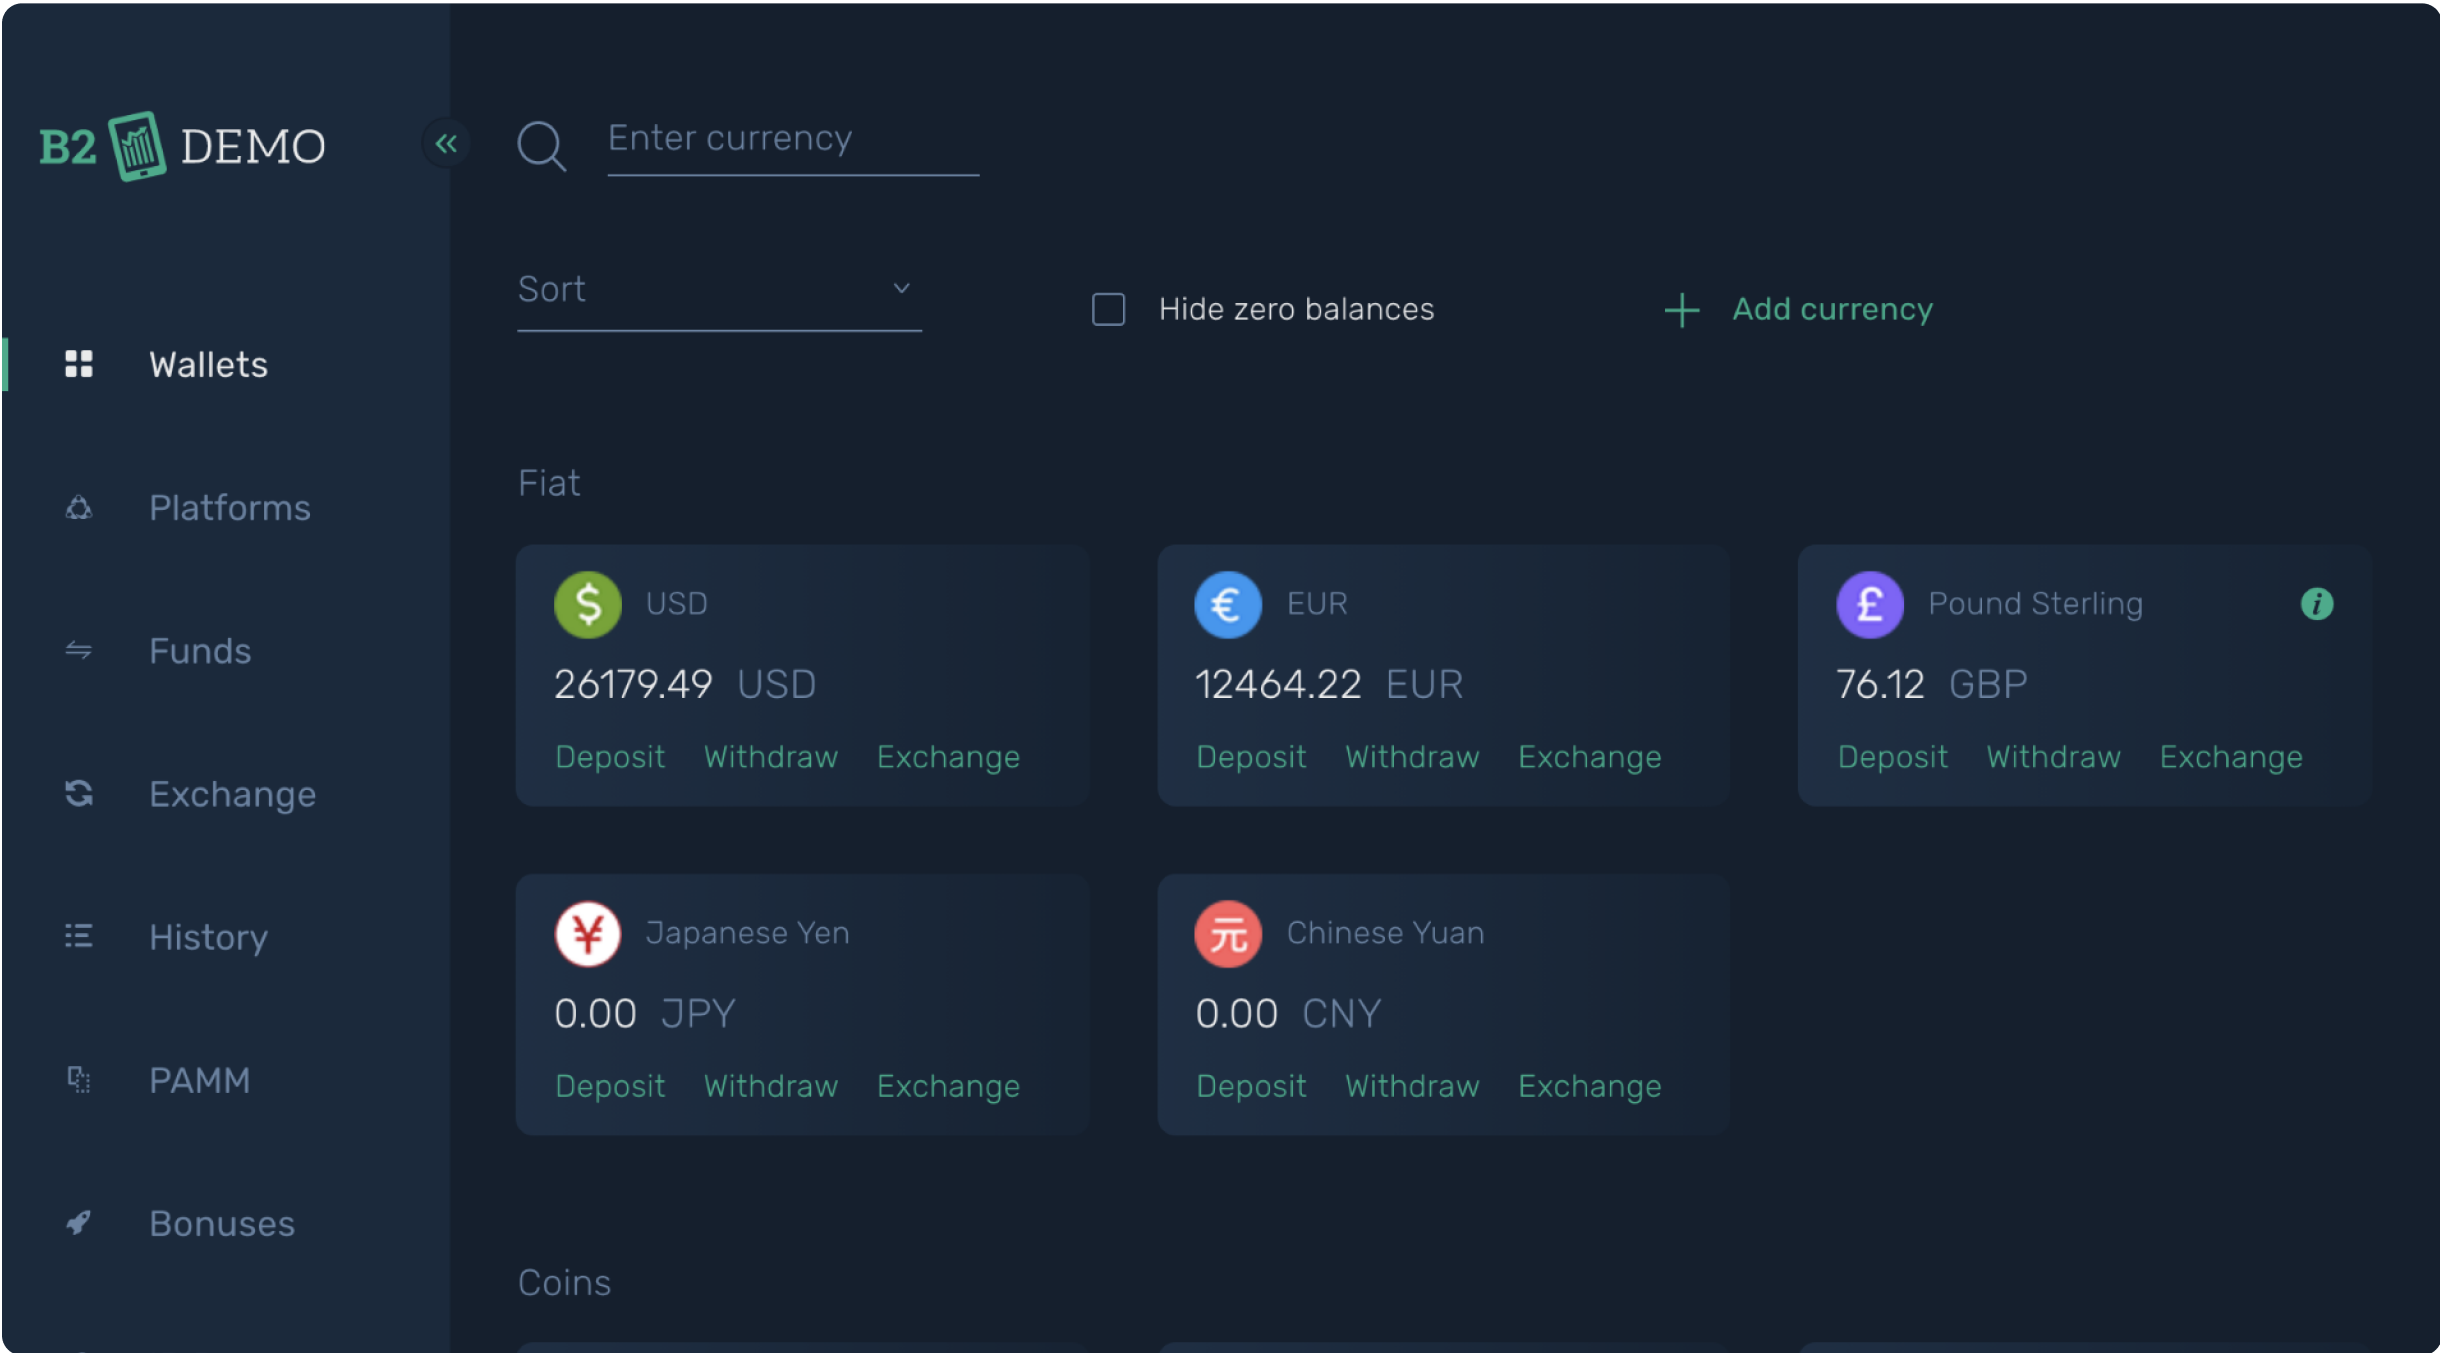 B2 DEMO
Enter currency
Sort
Hide zero balances
Add currency
Wallets
Platforms
Funds
Exchange
History
PAMM
Bonuses
Fiat
$ USD
26179.49 USD
Deposit Withdraw Exchange
€ EUR
12464.22 EUR
Deposit Withdraw Exchange
£ Pound Sterling i
76.12 GBP
Deposit Withdraw Exchange
¥ Japanese Yen
0.00 JPY
Deposit Withdraw Exchange
元 Chinese Yuan
0.00 CNY
Deposit Withdraw Exchange
Coins